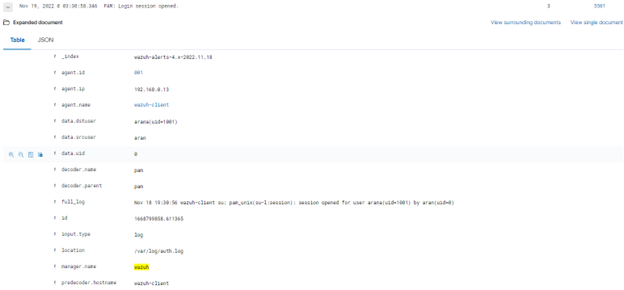 Nov 19, 2022 @ 03:30:58.346 PAM: Login session opened. 3 5501
Expanded document View surrounding documents View single document
Table JSON
t _index wazuh-alerts-4.x-2022.11.18
t agent.id 001
t agent.ip 192.168.0.13
t agent.name wazuh-client
t data.dstuser arana(uid=1001)
t data.srcuser aran
t data.uid 0
t decoder.name pam
t decoder.parent pam
t full_log Nov 18 19:30:56 wazuh-client su: pam_unix(su-l:session): session opened for user arana(uid=1001) by aran(uid=0)
t id 1668799858.611365
t input.type log
t location /var/log/auth.log
t manager.name wazuh
t predecoder.hostname wazuh-client